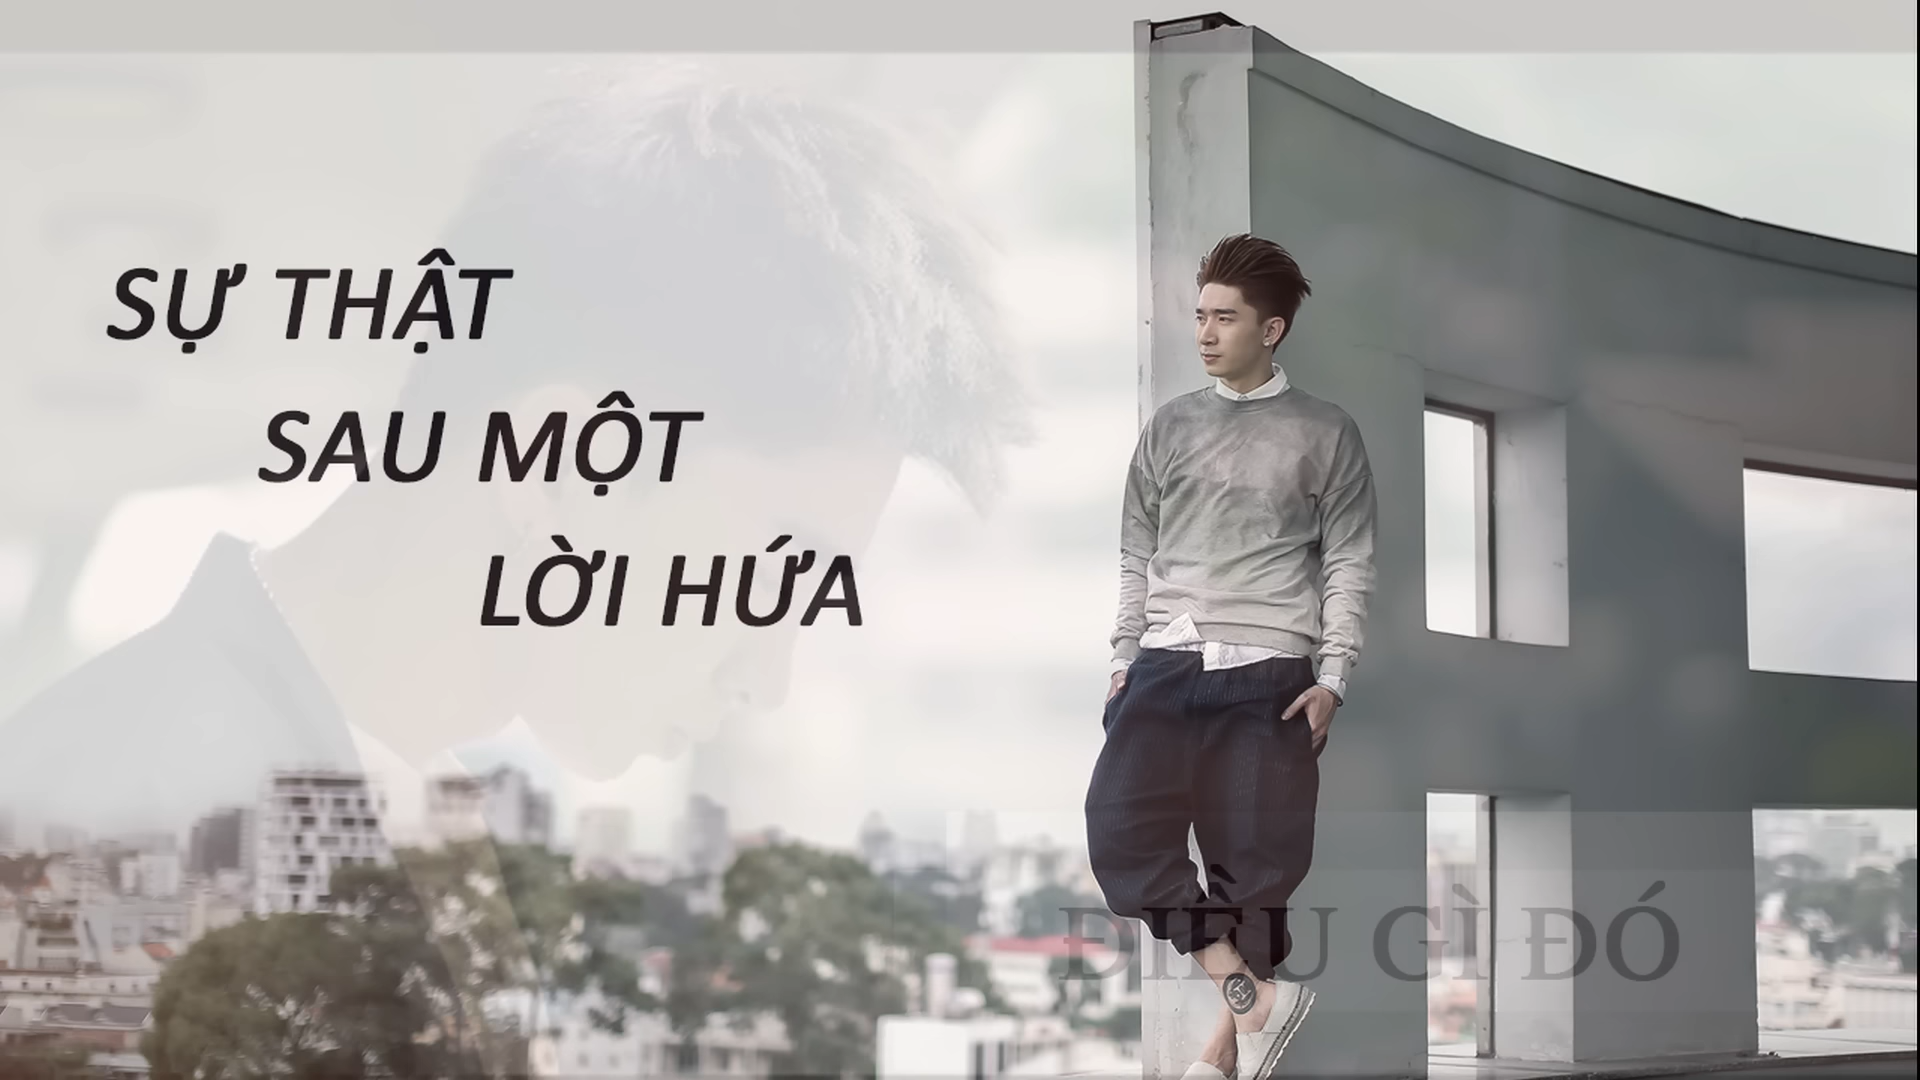 SỰ THẬT
SAU MỘT
LỜI HỨA
ĐIỀU GÌ ĐÓ